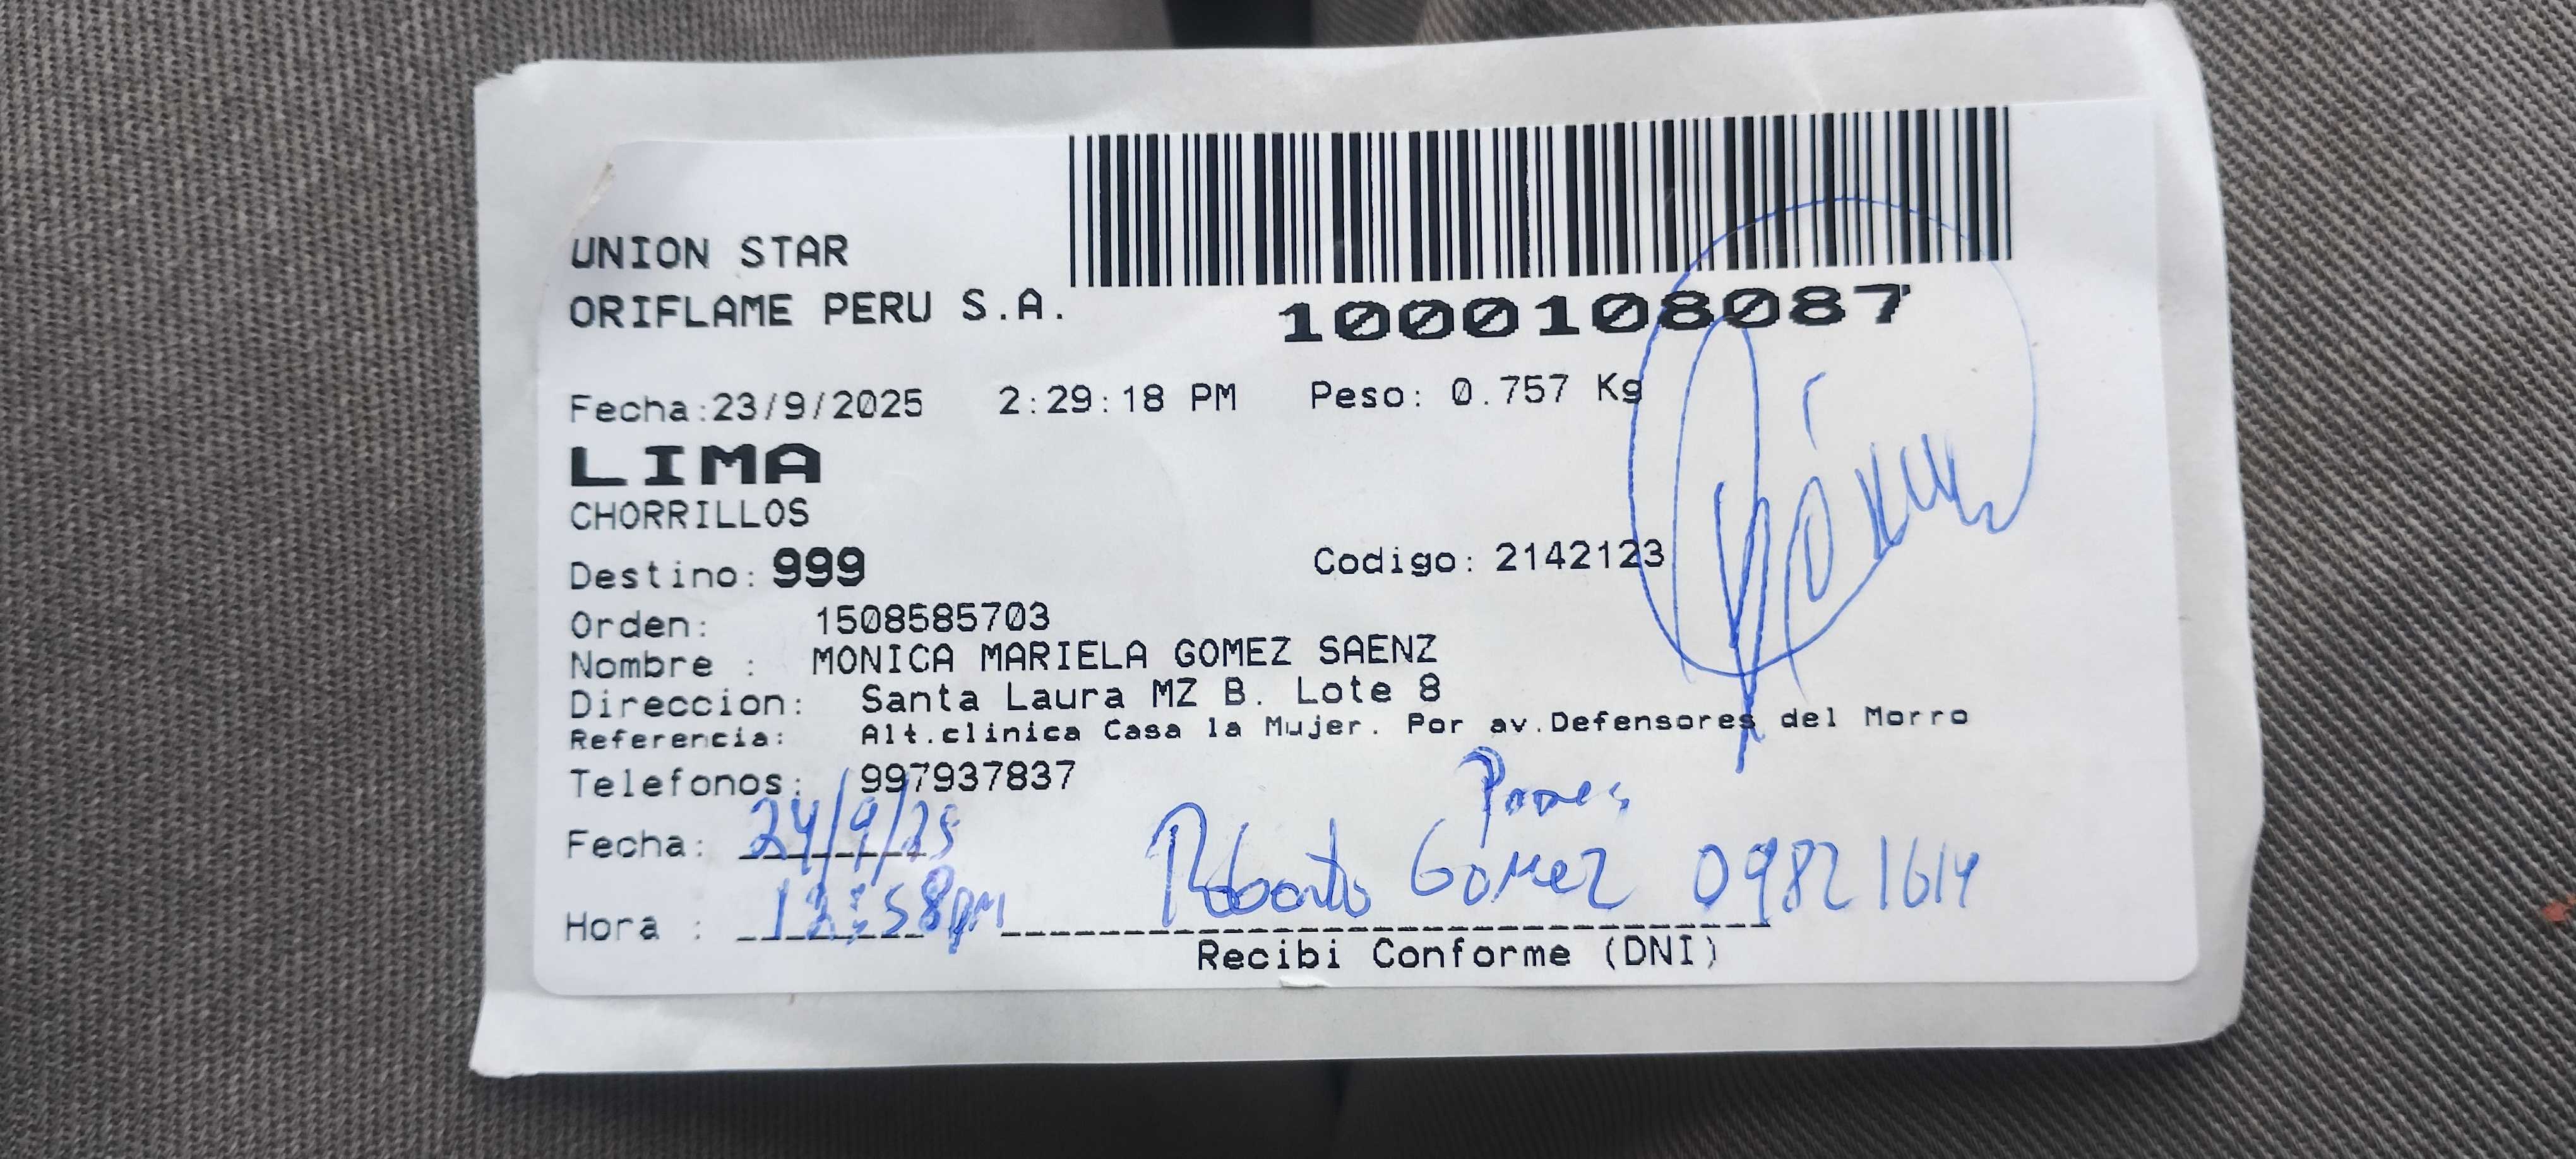 UNION STAR
ORIFLAME PERU S.A.
1000108087
Fecha:23/9/2025 2:29:18 PM Peso: 0.757 Kg
LIMA
CHORRILLOS
Destino: 999 Codigo: 2142123
Orden: 1508585703
Nombre : MONICA MARIELA GOMEZ SAENZ
Direccion: Santa Laura MZ B. Lote 8
Referencia: Alt.clinica Casa la Mujer. Por av.Defensores del Morro
Telefonos: 997937837
Fecha: 24/9/25
Roberto Gomez 09821614
Hora : 12:58pm
Recibi Conforme (DNI)